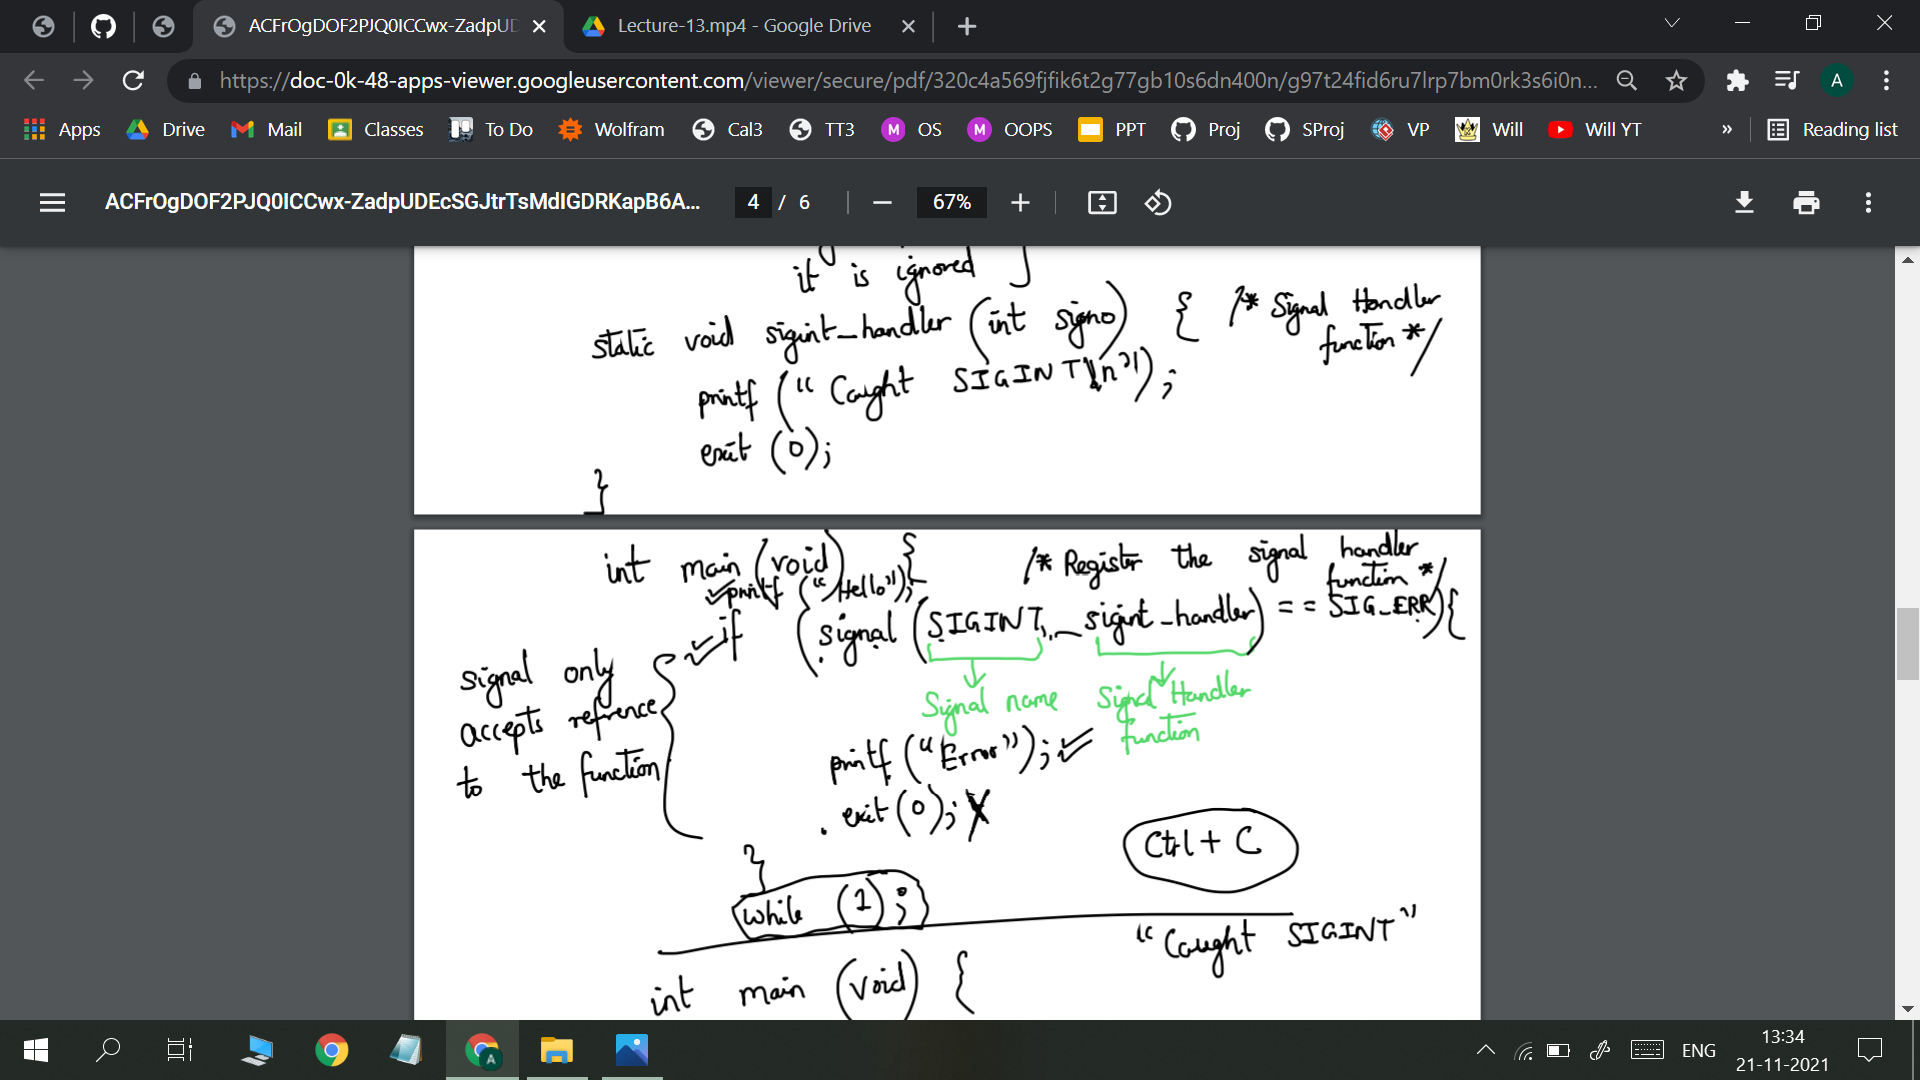 ACFrOgDOF2PJQ0ICCwx-ZadpUD
Lecture-13.mp4 - Google Drive
https://doc-0k-48-apps-viewer.googleusercontent.com/viewer/secure/pdf/320c4a569fjfik6t2g77gb10s6dn400n/g97t24fid6ru7lrp7bm0rk3s6i0n...
A
Apps Drive Mail Classes To Do Wolfram Cal3 TT3 M OS M OOPS PPT Proj SProj VP Will Will YT » Reading list
ACFrOgDOF2PJQ0ICCwx-ZadpUDEcSGJtrTsMdIGDRKapB6A... 4 / 6 67%
it is ignored }
static void sigint_handler (int signo) { /* Signal Handler
function */
printf ("Caught SIGINT\n");
exit (0);
}
int main (void) { /* Register the signal handler
function */
printf ("Hello");
if (signal (SIGINT, sigint_handler) == SIG_ERR) {
signal only
accepts refrence
to the function
Signal name
Signal Handler
function
printf ("Error");
exit (0); X
}
Ctrl + C
while (1);
"Caught SIGINT"
int main (void) {
A
ENG
13:34
21-11-2021